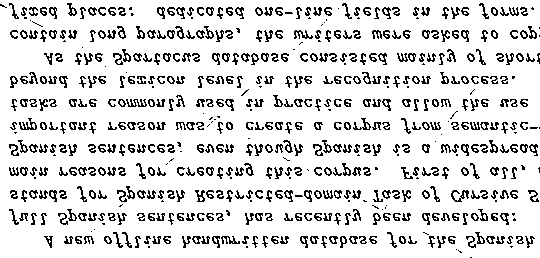 A new offline handwritten database for the Spanish
full Spanish sentences, has recently been developed:
stands for Spanish Restricted-domain Task of Cursive S
main reasons for creating this corpus. First of all,
Spanish sentences, even though Spanish is a widespread
important reason was to create a corpus from semantic-
tasks are commonly used in practice and allow the use
beyond the lexicon level in the recognition process.
As the Spartacus database consisted mainly of short
contain long paragraphs, the writers were asked to cop
fixed places: dedicated one-line fields in the forms.